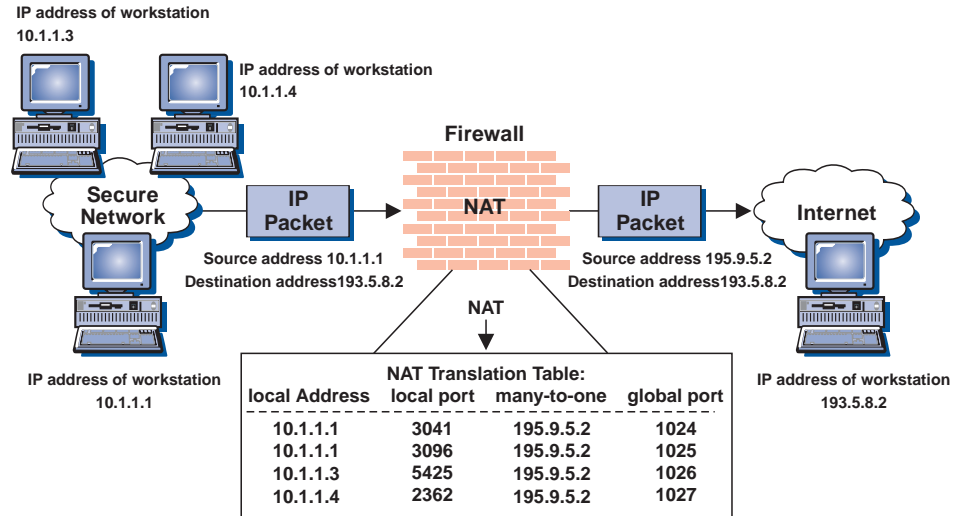 IP address of workstation
10.1.1.3
IP address of workstation
10.1.1.4
Firewall
Secure
Network
IP
Packet
NAT
IP
Packet
Internet
Source address 10.1.1.1
Destination address193.5.8.2
Source address 195.9.5.2
Destination address193.5.8.2
NAT
IP address of workstation
10.1.1.1
IP address of workstation
193.5.8.2
NAT Translation Table:
local Address local port many-to-one global port
10.1.1.1 3041 195.9.5.2 1024
10.1.1.1 3096 195.9.5.2 1025
10.1.1.3 5425 195.9.5.2 1026
10.1.1.4 2362 195.9.5.2 1027